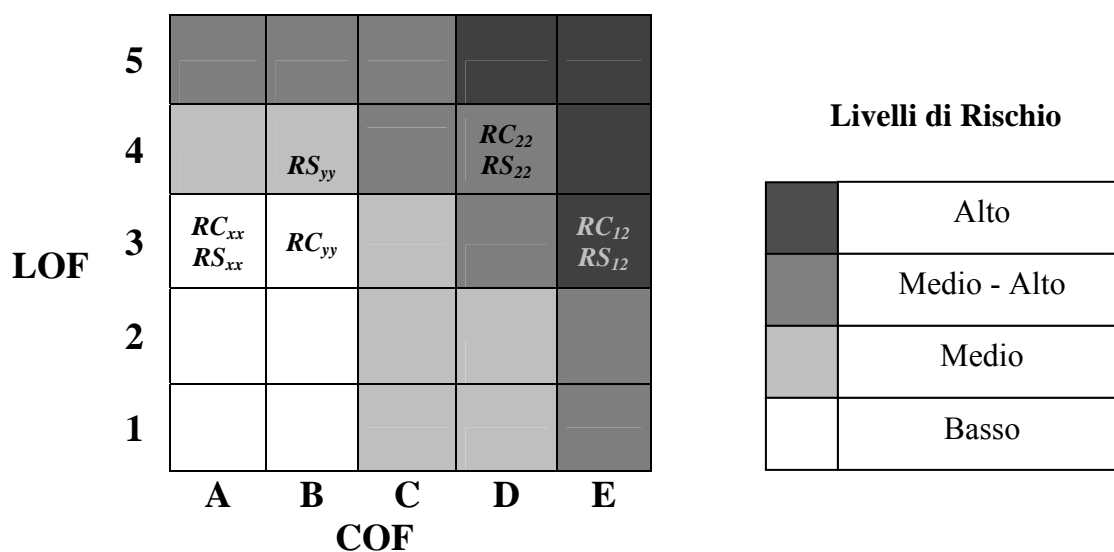 5
4
RS_yy
RC_22
RS_22
LOF
3
RC_xx
RS_xx
RC_yy
RC_12
RS_12
2
1
A B C D E
COF
Livelli di Rischio
Alto
Medio - Alto
Medio
Basso